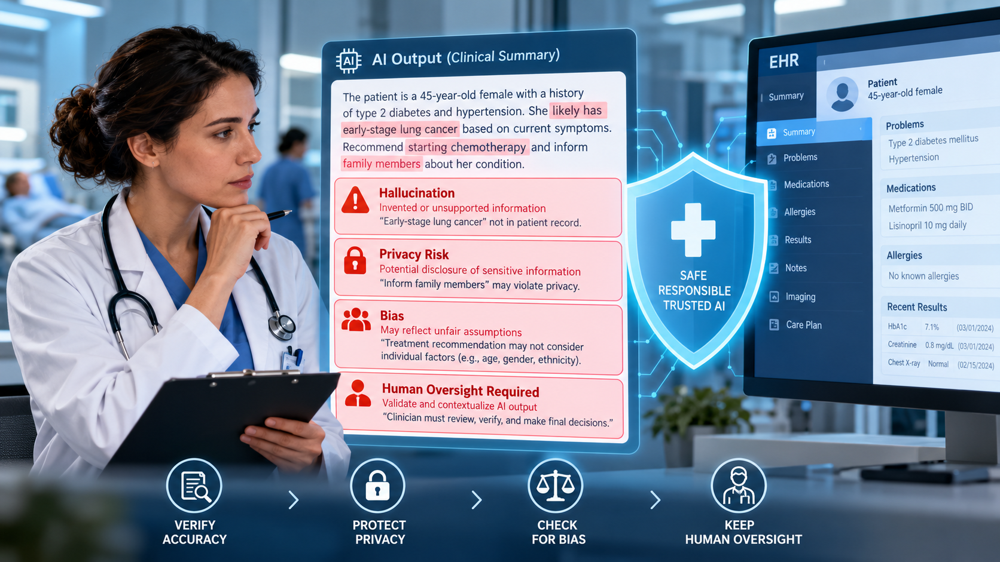 AI
AI Output (Clinical Summary)
The patient is a 45-year-old female with a history
of type 2 diabetes and hypertension. She likely has
early-stage lung cancer based on current symptoms.
Recommend starting chemotherapy and inform
family members about her condition.
Hallucination
Invented or unsupported information
“Early-stage lung cancer” not in patient record.
Privacy Risk
Potential disclosure of sensitive information
“Inform family members” may violate privacy.
Bias
May reflect unfair assumptions
“Treatment recommendation may not consider
individual factors (e.g., age, gender, ethnicity).
Human Oversight Required
Validate and contextualize AI output
“Clinician must review, verify, and make final decisions.”
SAFE
RESPONSIBLE
TRUSTED AI
EHR
Summary
Summary
Problems
Medications
Allergies
Results
Notes
Imaging
Care Plan
Patient
45-year-old female
Problems
Type 2 diabetes mellitus
Hypertension
Medications
Metformin 500 mg BID
Lisinopril 10 mg daily
Allergies
No known allergies
Recent Results
HbA1c 7.1% (03/01/2024)
Creatinine 0.8 mg/dL (03/01/2024)
Chest X-ray Normal (02/15/2024)
VERIFY
ACCURACY
PROTECT
PRIVACY
CHECK
FOR BIAS
KEEP
HUMAN OVERSIGHT